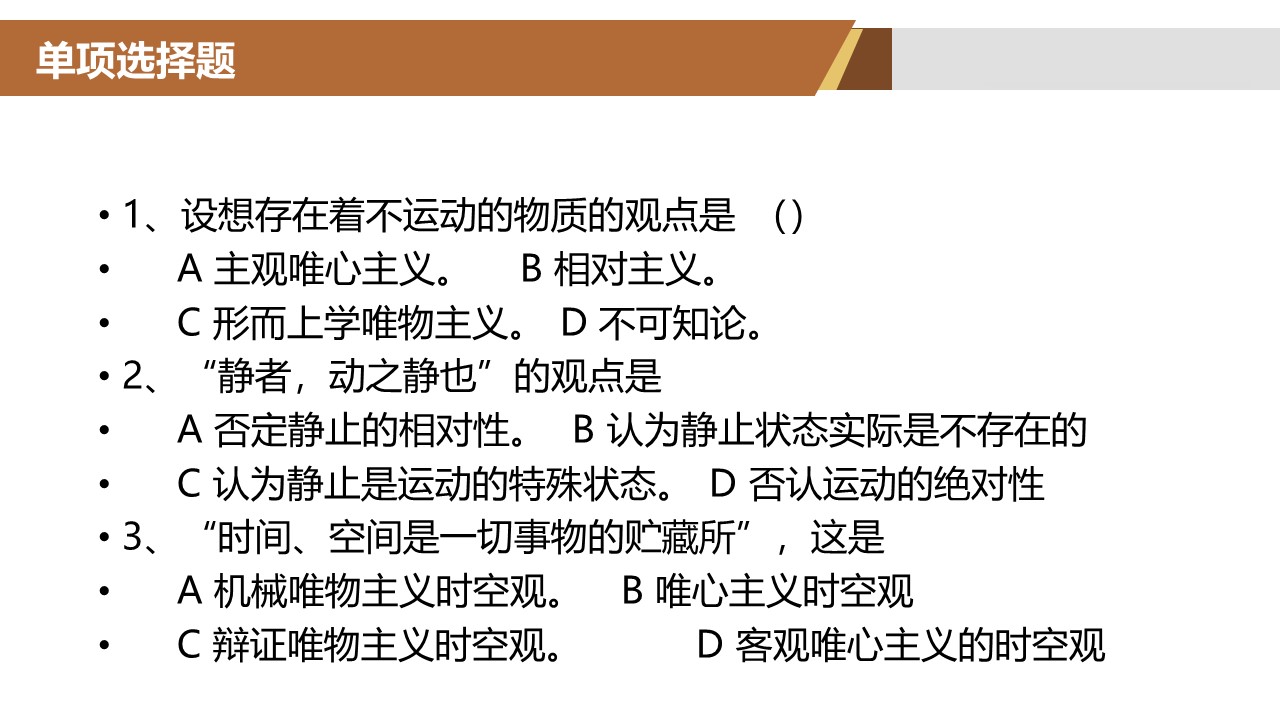 单项选择题
• 1、设想存在着不运动的物质的观点是 （）
• A 主观唯心主义。 B 相对主义。
• C 形而上学唯物主义。 D 不可知论。
• 2、“静者，动之静也”的观点是
• A 否定静止的相对性。 B 认为静止状态实际是不存在的
• C 认为静止是运动的特殊状态。 D 否认运动的绝对性
• 3、“时间、空间是一切事物的贮藏所”，这是
• A 机械唯物主义时空观。 B 唯心主义时空观
• C 辩证唯物主义时空观。 D 客观唯心主义的时空观